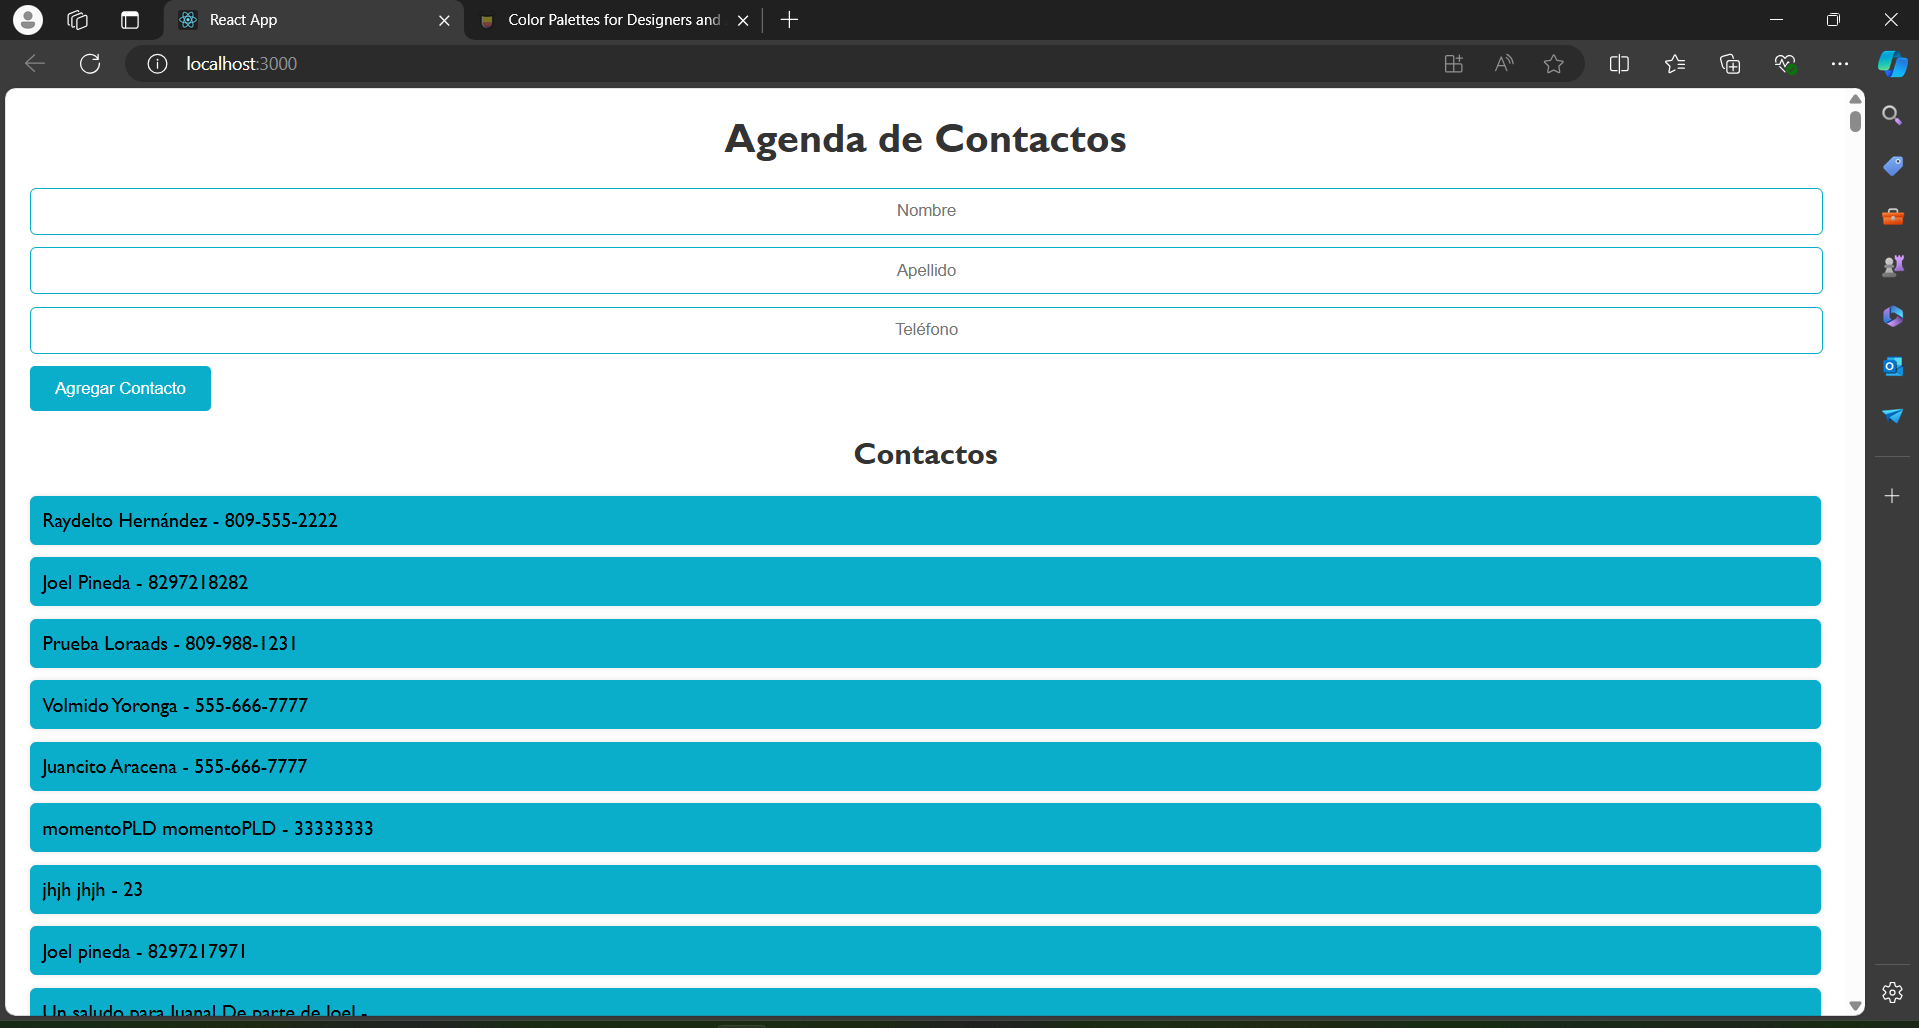 React App
Color Palettes for Designers and
localhost:3000
Agenda de Contactos
Nombre
Apellido
Teléfono
Agregar Contacto
Contactos
Raydelto Hernández - 809-555-2222
Joel Pineda - 8297218282
Prueba Loraads - 809-988-1231
Volmido Yoronga - 555-666-7777
Juancito Aracena - 555-666-7777
momentoPLD momentoPLD - 33333333
jhjh jhjh - 23
Joel pineda - 8297217971
Un saludo para Juana! De parte de Joel -